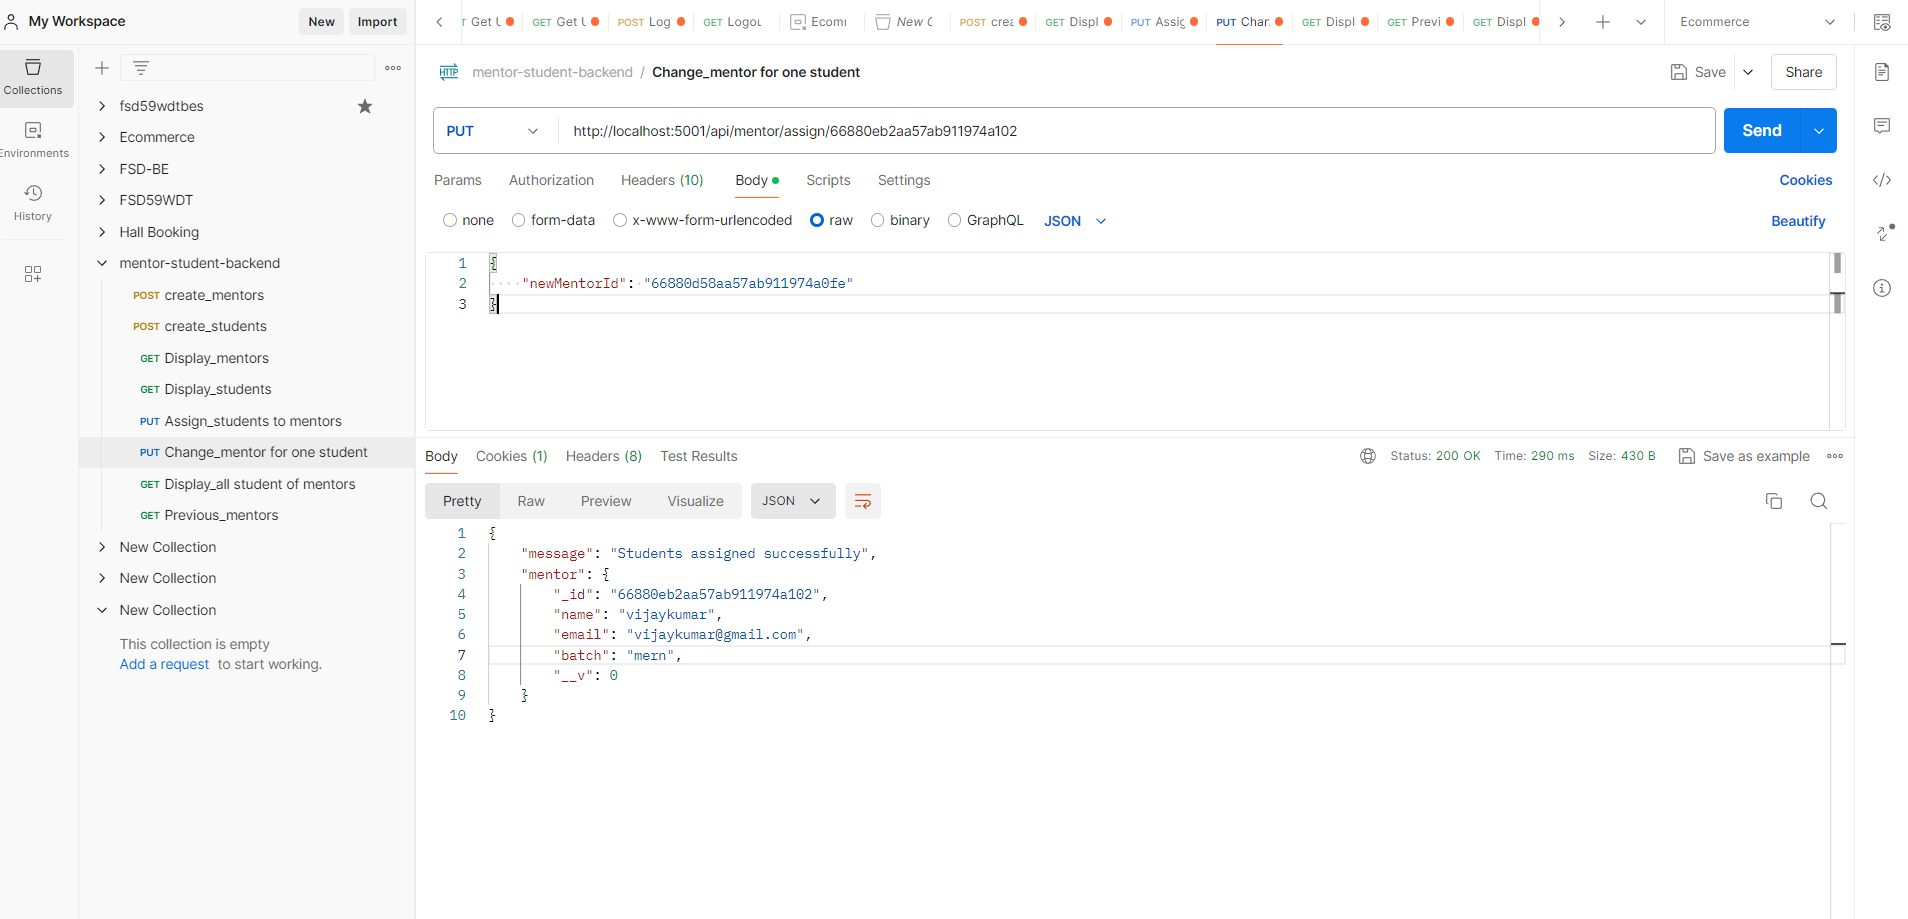 My Workspace
New
Import
Get U
GET Get U
POST Log
GET Logou
Ecomm
New C
POST crea
GET Displ
PUT Assig
PUT Chan
GET Displ
GET Previ
GET Displ
Ecommerce
Collections
Environments
History
fsd59wdtbes
Ecommerce
FSD-BE
FSD59WDT
Hall Booking
mentor-student-backend
POST create_mentors
POST create_students
GET Display_mentors
GET Display_students
PUT Assign_students to mentors
PUT Change_mentor for one student
GET Display_all student of mentors
GET Previous_mentors
New Collection
New Collection
New Collection
This collection is empty
Add a request to start working.
HTTP mentor-student-backend / Change_mentor for one student
Save
Share
PUT http://localhost:5001/api/mentor/assign/66880eb2aa57ab911974a102
Send
Params Authorization Headers (10) Body Scripts Settings
Cookies
none form-data x-www-form-urlencoded raw binary GraphQL JSON
Beautify
1 {
2 "newMentorId": "66880d58aa57ab911974a0fe"
3 }
Body Cookies (1) Headers (8) Test Results
Status: 200 OK Time: 290 ms Size: 430 B
Save as example
Pretty Raw Preview Visualize JSON
1 {
2 "message": "Students assigned successfully",
3 "mentor": {
4 "_id": "66880eb2aa57ab911974a102",
5 "name": "vijaykumar",
6 "email": "vijaykumar@gmail.com",
7 "batch": "mern",
8 "__v": 0
9 }
10 }